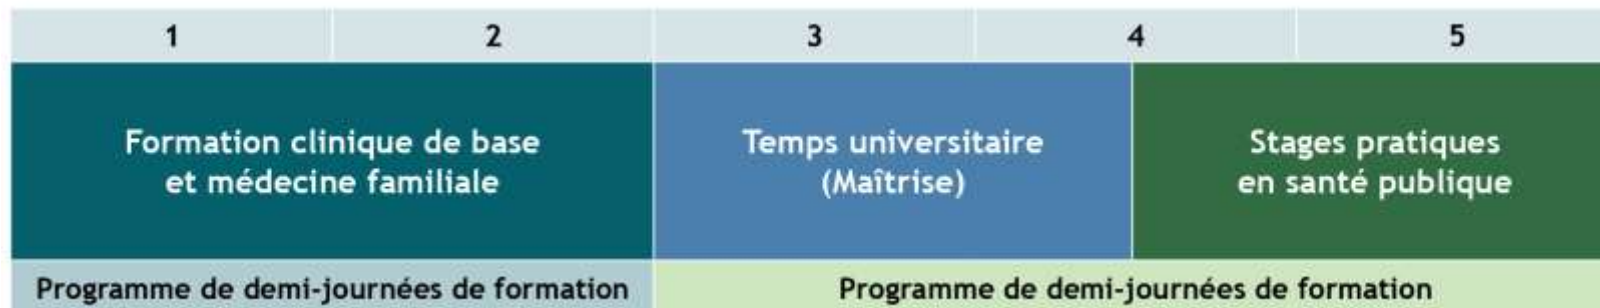 1 2 3 4 5
Formation clinique de base
et médecine familiale
Temps universitaire
(Maîtrise)
Stages pratiques
en santé publique
Programme de demi-journées de formation
Programme de demi-journées de formation